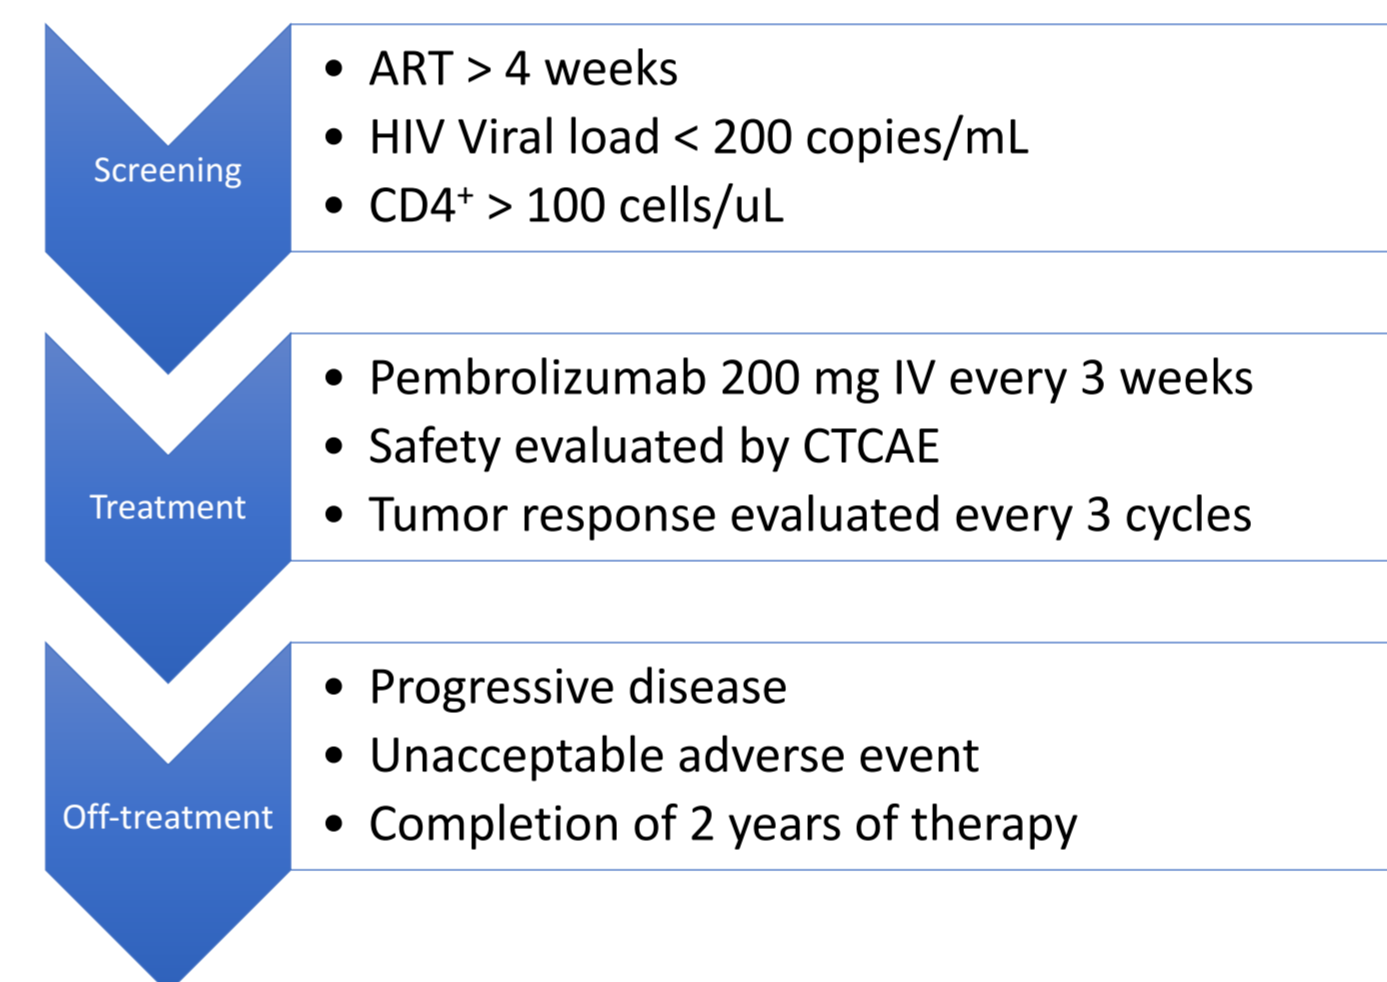 Screening
• ART > 4 weeks
• HIV Viral load < 200 copies/mL
• CD4⁺ > 100 cells/uL
Treatment
• Pembrolizumab 200 mg IV every 3 weeks
• Safety evaluated by CTCAE
• Tumor response evaluated every 3 cycles
Off-treatment
• Progressive disease
• Unacceptable adverse event
• Completion of 2 years of therapy